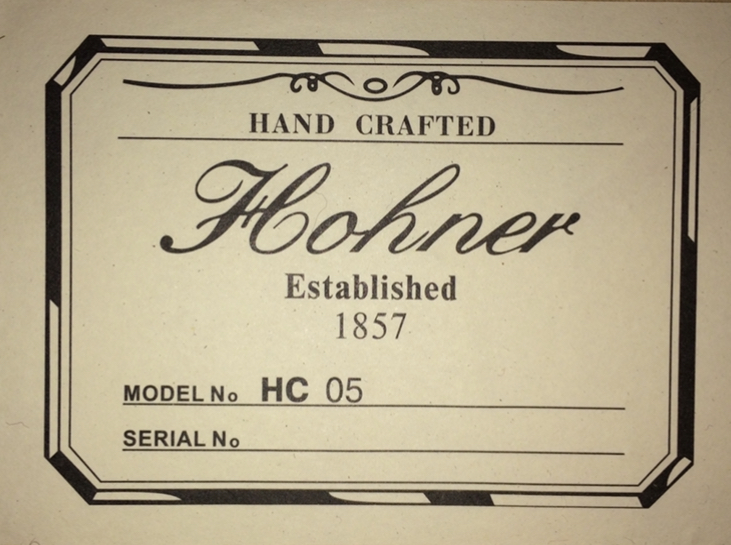 HAND CRAFTED
Hohner
Established
1857
MODEL No HC 05
SERIAL No